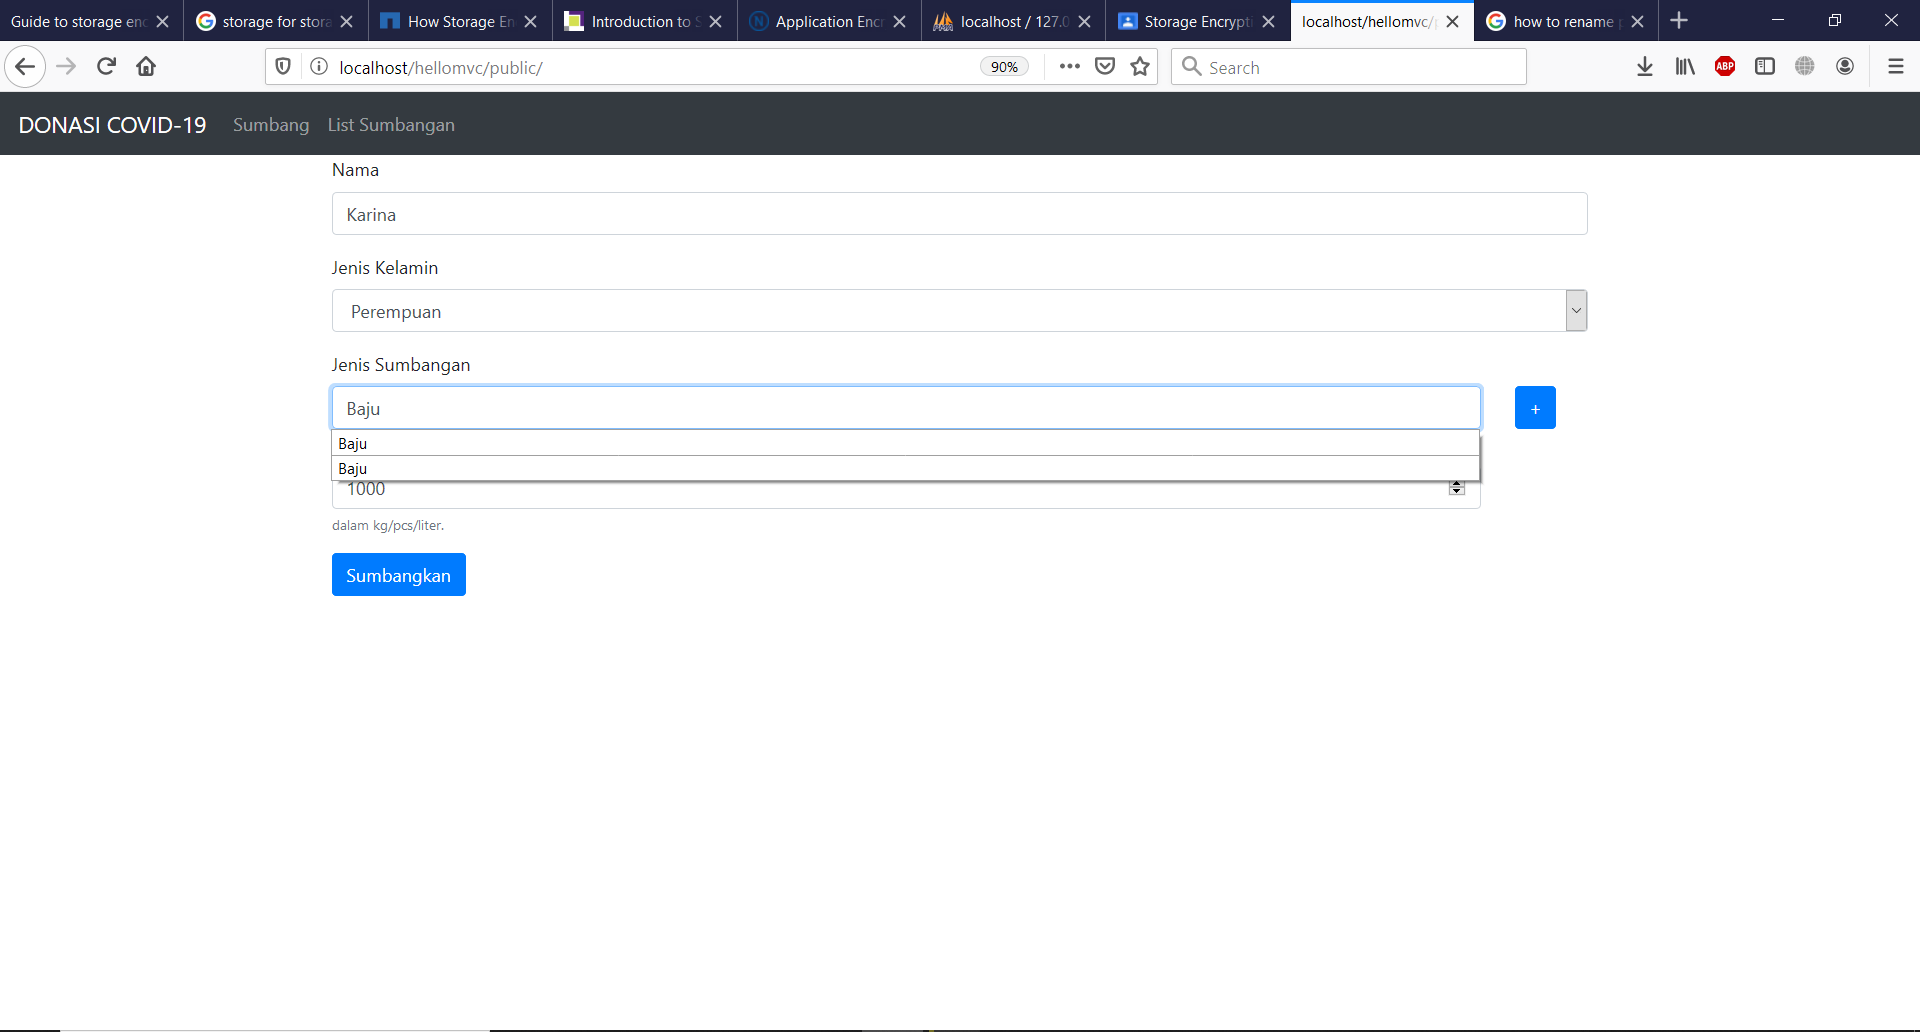 Guide to storage enc
storage for stora
How Storage En
Introduction to S
Application Encr
localhost / 127.0
Storage Encrypti
localhost/hellomvc/p
how to rename p
localhost/hellomvc/public/
90%
Search
ABP
DONASI COVID-19 Sumbang List Sumbangan
Nama
Karina
Jenis Kelamin
Perempuan
Jenis Sumbangan
Baju
+
Baju
Baju
1000
dalam kg/pcs/liter.
Sumbangkan